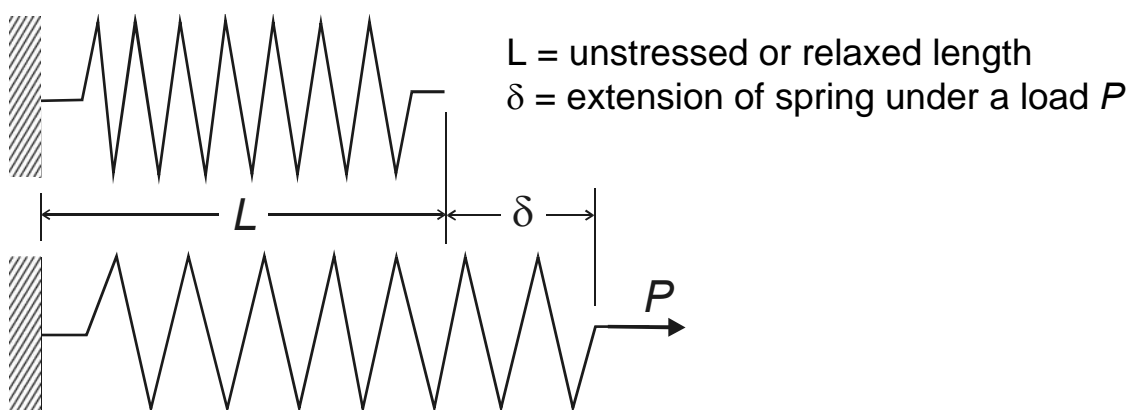 L = unstressed or relaxed length
δ = extension of spring under a load P
L
δ
P